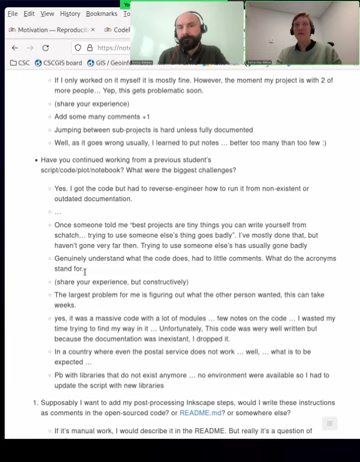 File Edit View History Bookmarks
Motivation — Reproduci
Codel
https://note
CSC
CSCGIS
GIS / Geoinf
If I only worked on it myself it is mostly fine. However, the moment my project is with 2 of
more people… Yep, this gets problematic soon.
(share your experience)
Add some many comments +1
Jumping between sub-projects is hard unless fully documented
Well, as it goes wrong usually, I learned to put notes … better too many than too few :)
Have you continued working from a previous student's
script/code/plot/notebook? What were the biggest challenges?
Yes. I got the code but had to reverse-engineer how to run it from non-existent or
outdated documentation.
…
Once someone told me “best projects are tiny things you can write yourself from
schatch… trying to use someone else's thing goes badly”. I've mostly done that, but
haven't gone very far then. Trying to use someone else's has usually gone badly
Genuinely understand what the code does, had to little comments. What do the acronyms
stand for.
(share your experience, but constructively)
The largest problem for me is figuring out what the other person wanted, this can take
weeks.
yes, it was a massive code with a lot of modules … few notes on the code … I wasted my
time trying to find my way in it … Unfortunately, This code was wery well written but
because the documentation was inexistant, I dropped it.
In a country where even the postal service does not work … well, … what is to be
expected …
Pb with libraries that do not exist anymore … no environment were available so I had to
update the script with new libraries
1. Supposably I want to add my post-processing Inkscape steps, would I write these instructions
as comments in the open-sourced code? or README.md? or somewhere else?
If it's manual work, I would describe it in the README. But really it's a question of